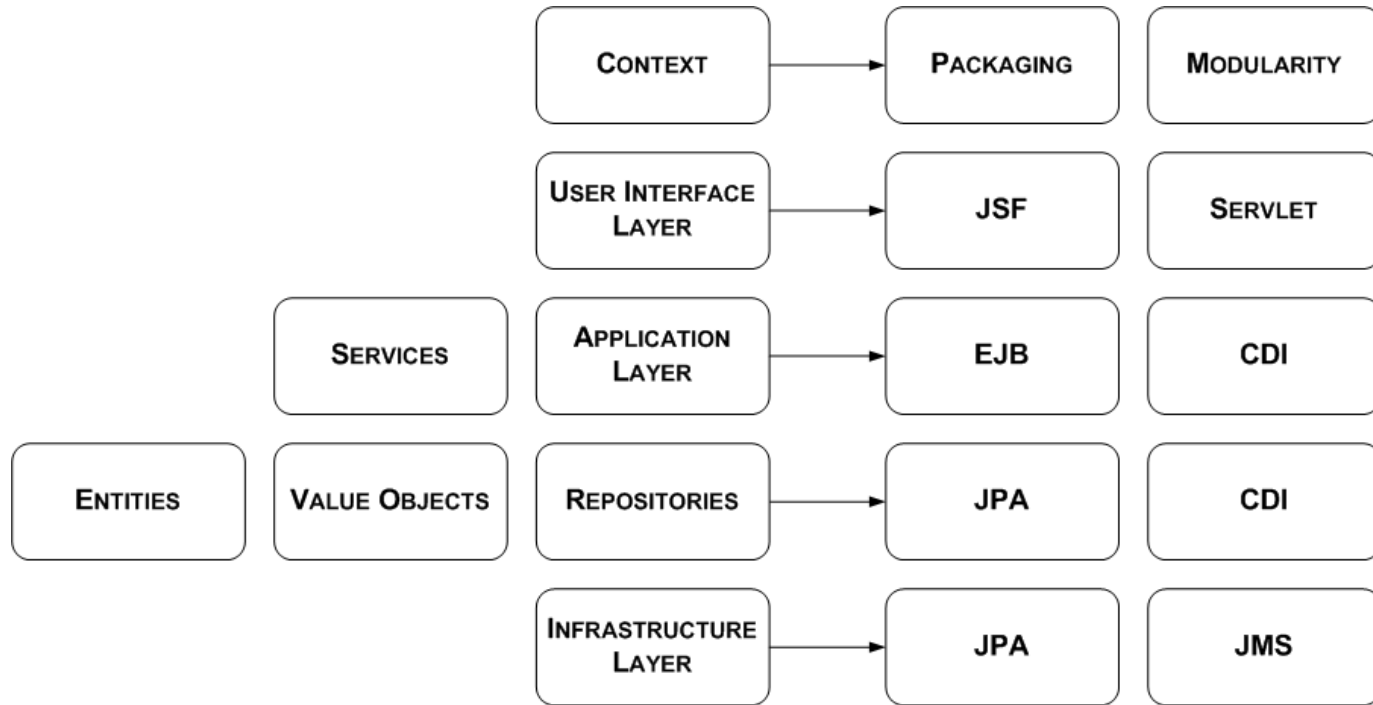 CONTEXT
PACKAGING
MODULARITY
USER INTERFACE
LAYER
JSF
SERVLET
SERVICES
APPLICATION
LAYER
EJB
CDI
ENTITIES
VALUE OBJECTS
REPOSITORIES
JPA
CDI
INFRASTRUCTURE
LAYER
JPA
JMS